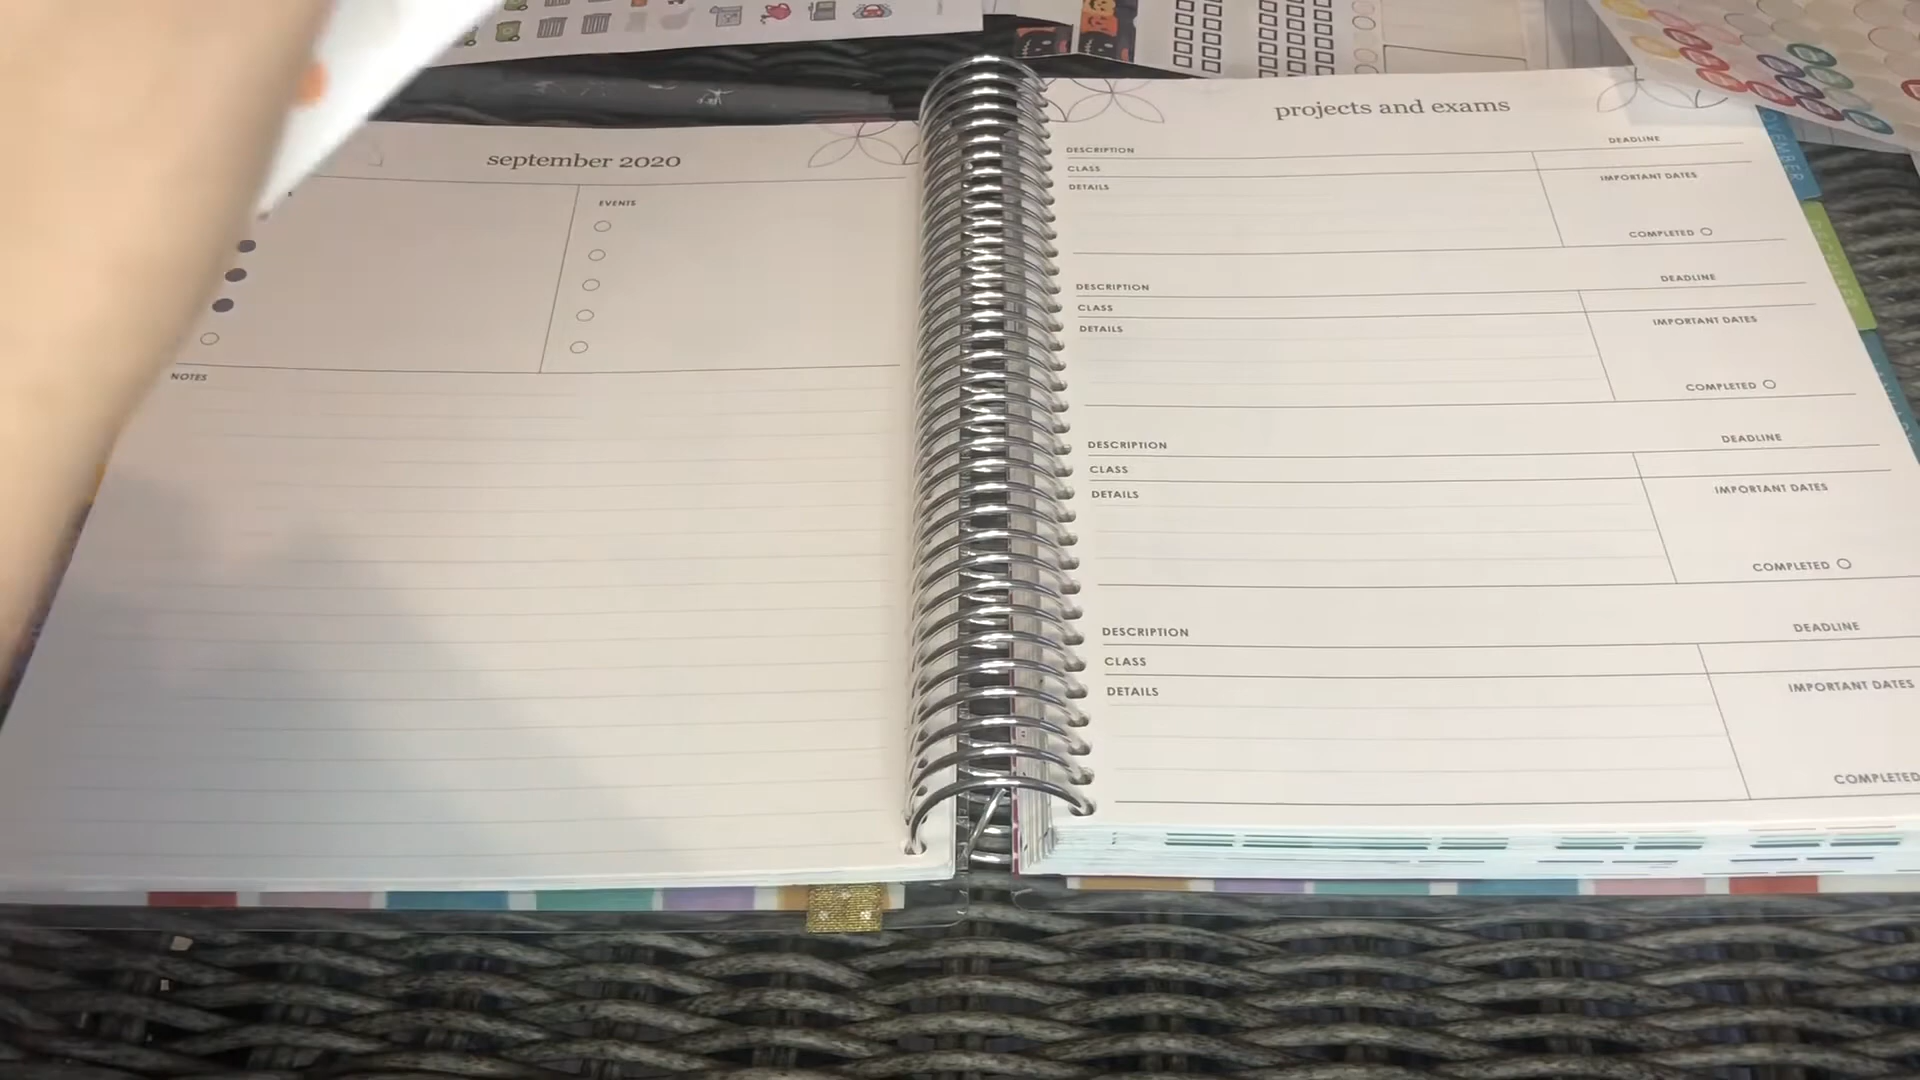 september 2020
EVENTS
NOTES
projects and exams
DESCRIPTION
DEADLINE
CLASS
IMPORTANT DATES
DETAILS
COMPLETED
DESCRIPTION
DEADLINE
CLASS
IMPORTANT DATES
DETAILS
COMPLETED
DESCRIPTION
DEADLINE
CLASS
IMPORTANT DATES
DETAILS
COMPLETED
DESCRIPTION
DEADLINE
CLASS
IMPORTANT DATES
DETAILS
COMPLETED
DECEMBER